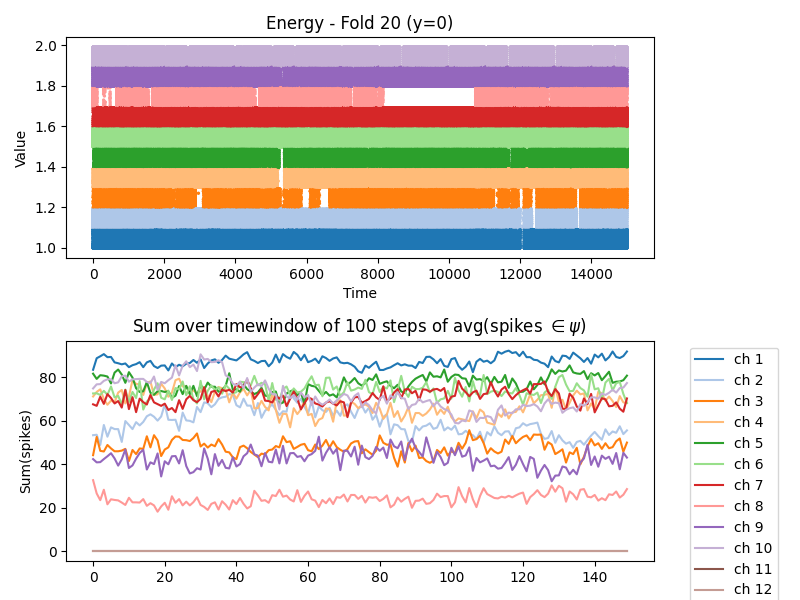 Energy - Fold 20 (y=0)
2.0
1.8
1.6
1.4
1.2
1.0
Value
0 2000 4000 6000 8000 10000 12000 14000
Time
Sum over timewindow of 100 steps of avg(spikes ∈ ψ)
80
60
40
20
0
Sum(spikes)
0 20 40 60 80 100 120 140
ch 1
ch 2
ch 3
ch 4
ch 5
ch 6
ch 7
ch 8
ch 9
ch 10
ch 11
ch 12